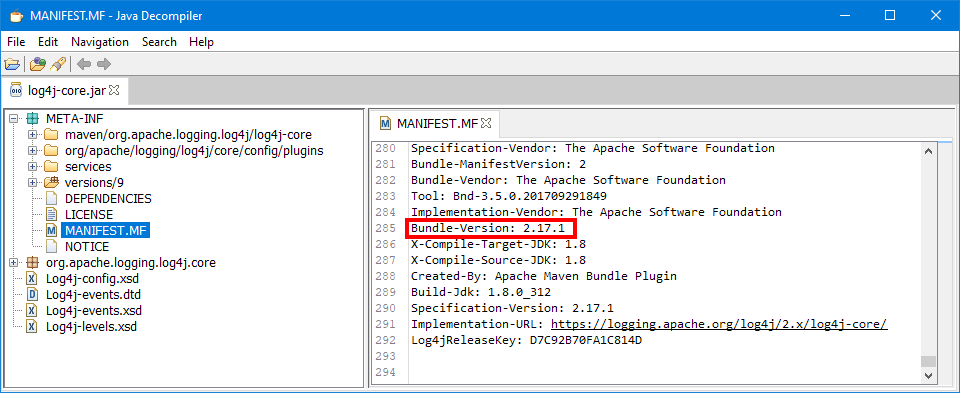 MANIFEST.MF - Java Decompiler
File Edit Navigation Search Help
log4j-core.jar
META-INF
maven/org.apache.logging.log4j/log4j-core
org/apache/logging/log4j/core/config/plugins
services
versions/9
DEPENDENCIES
LICENSE
MANIFEST.MF
NOTICE
org.apache.logging.log4j.core
Log4j-config.xsd
Log4j-events.dtd
Log4j-events.xsd
Log4j-levels.xsd
MANIFEST.MF
280 Specification-Vendor: The Apache Software Foundation
281 Bundle-ManifestVersion: 2
282 Bundle-Vendor: The Apache Software Foundation
283 Tool: Bnd-3.5.0.201709291849
284 Implementation-Vendor: The Apache Software Foundation
285 Bundle-Version: 2.17.1
286 X-Compile-Target-JDK: 1.8
287 X-Compile-Source-JDK: 1.8
288 Created-By: Apache Maven Bundle Plugin
289 Build-Jdk: 1.8.0_312
290 Specification-Version: 2.17.1
291 Implementation-URL: https://logging.apache.org/log4j/2.x/log4j-core/
292 Log4jReleaseKey: D7C92B70FA1C814D
293
294